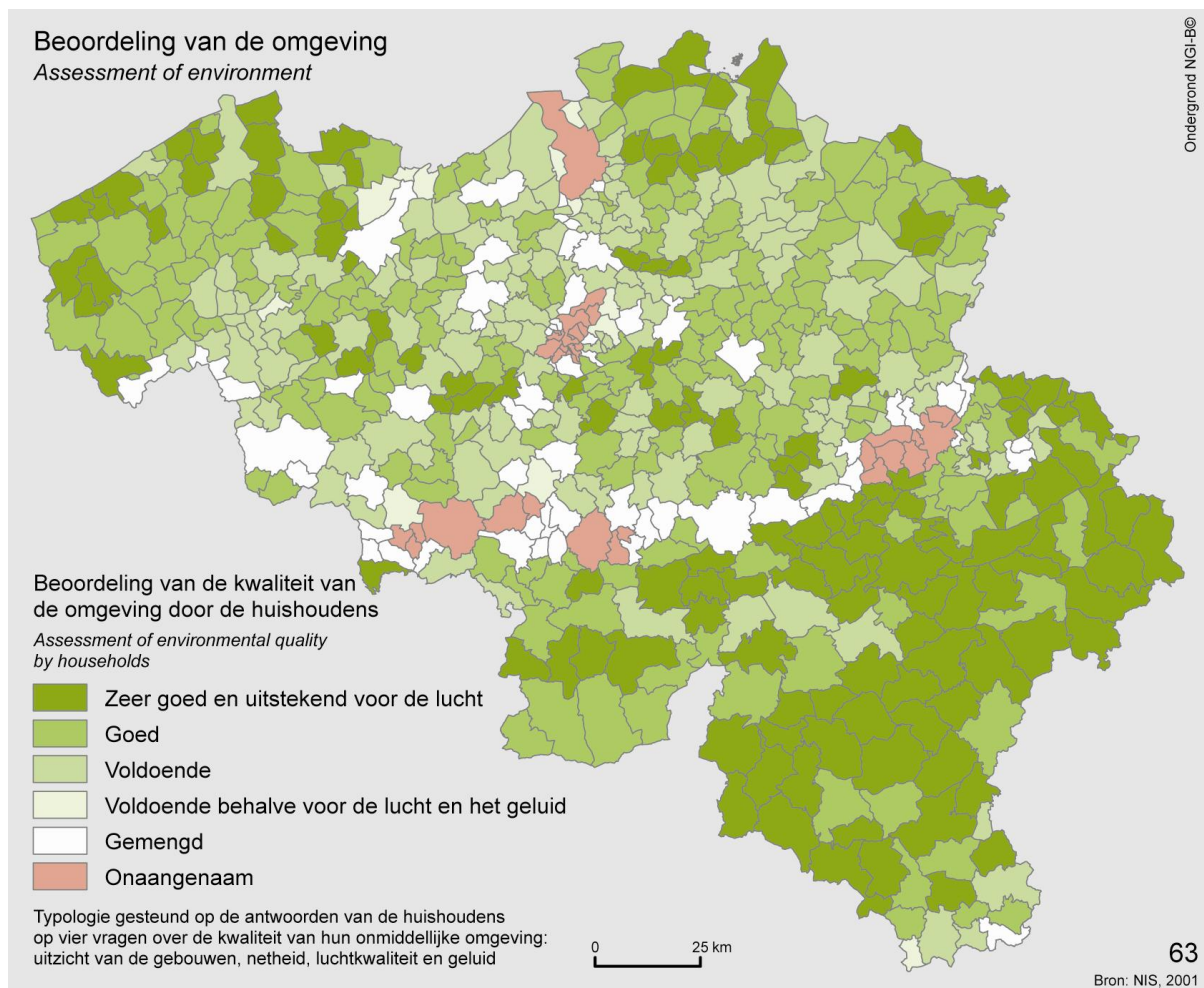 Beoordeling van de omgeving
Assessment of environment
Ondergrond NGI-B©
Beoordeling van de kwaliteit van
de omgeving door de huishoudens
Assessment of environmental quality
by households
Zeer goed en uitstekend voor de lucht
Goed
Voldoende
Voldoende behalve voor de lucht en het geluid
Gemengd
Onaangenaam
Typologie gesteund op de antwoorden van de huishoudens
op vier vragen over de kwaliteit van hun onmiddellijke omgeving:
uitzicht van de gebouwen, netheid, luchtkwaliteit en geluid
0 25 km
63
Bron: NIS, 2001